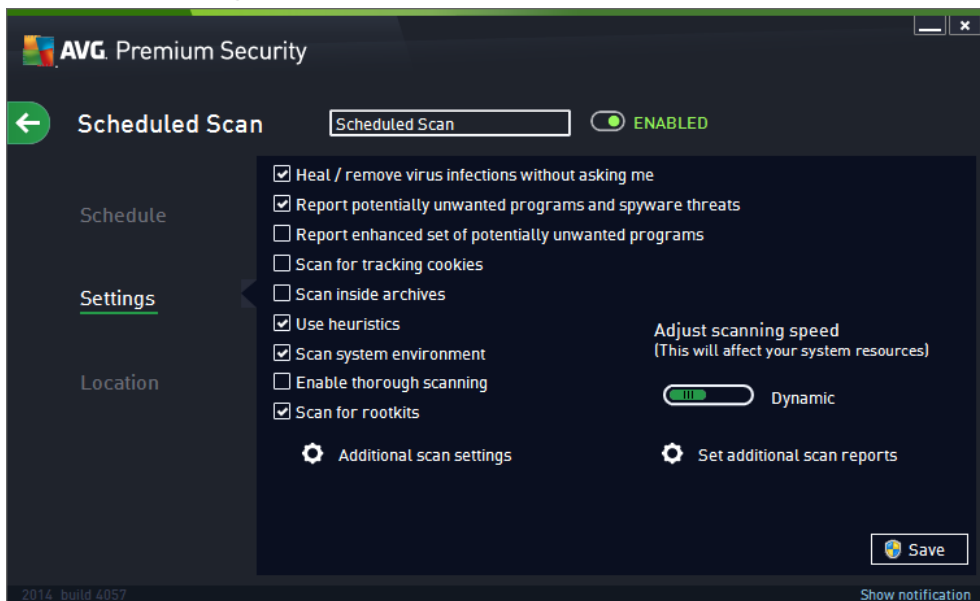 AVG. Premium Security
Scheduled Scan
Scheduled Scan
ENABLED
Schedule
Settings
Location
Heal / remove virus infections without asking me
Report potentially unwanted programs and spyware threats
Report enhanced set of potentially unwanted programs
Scan for tracking cookies
Scan inside archives
Use heuristics
Scan system environment
Enable thorough scanning
Scan for rootkits
Adjust scanning speed
(This will affect your system resources)
Dynamic
Additional scan settings
Set additional scan reports
Save
2014 build 4057
Show notification